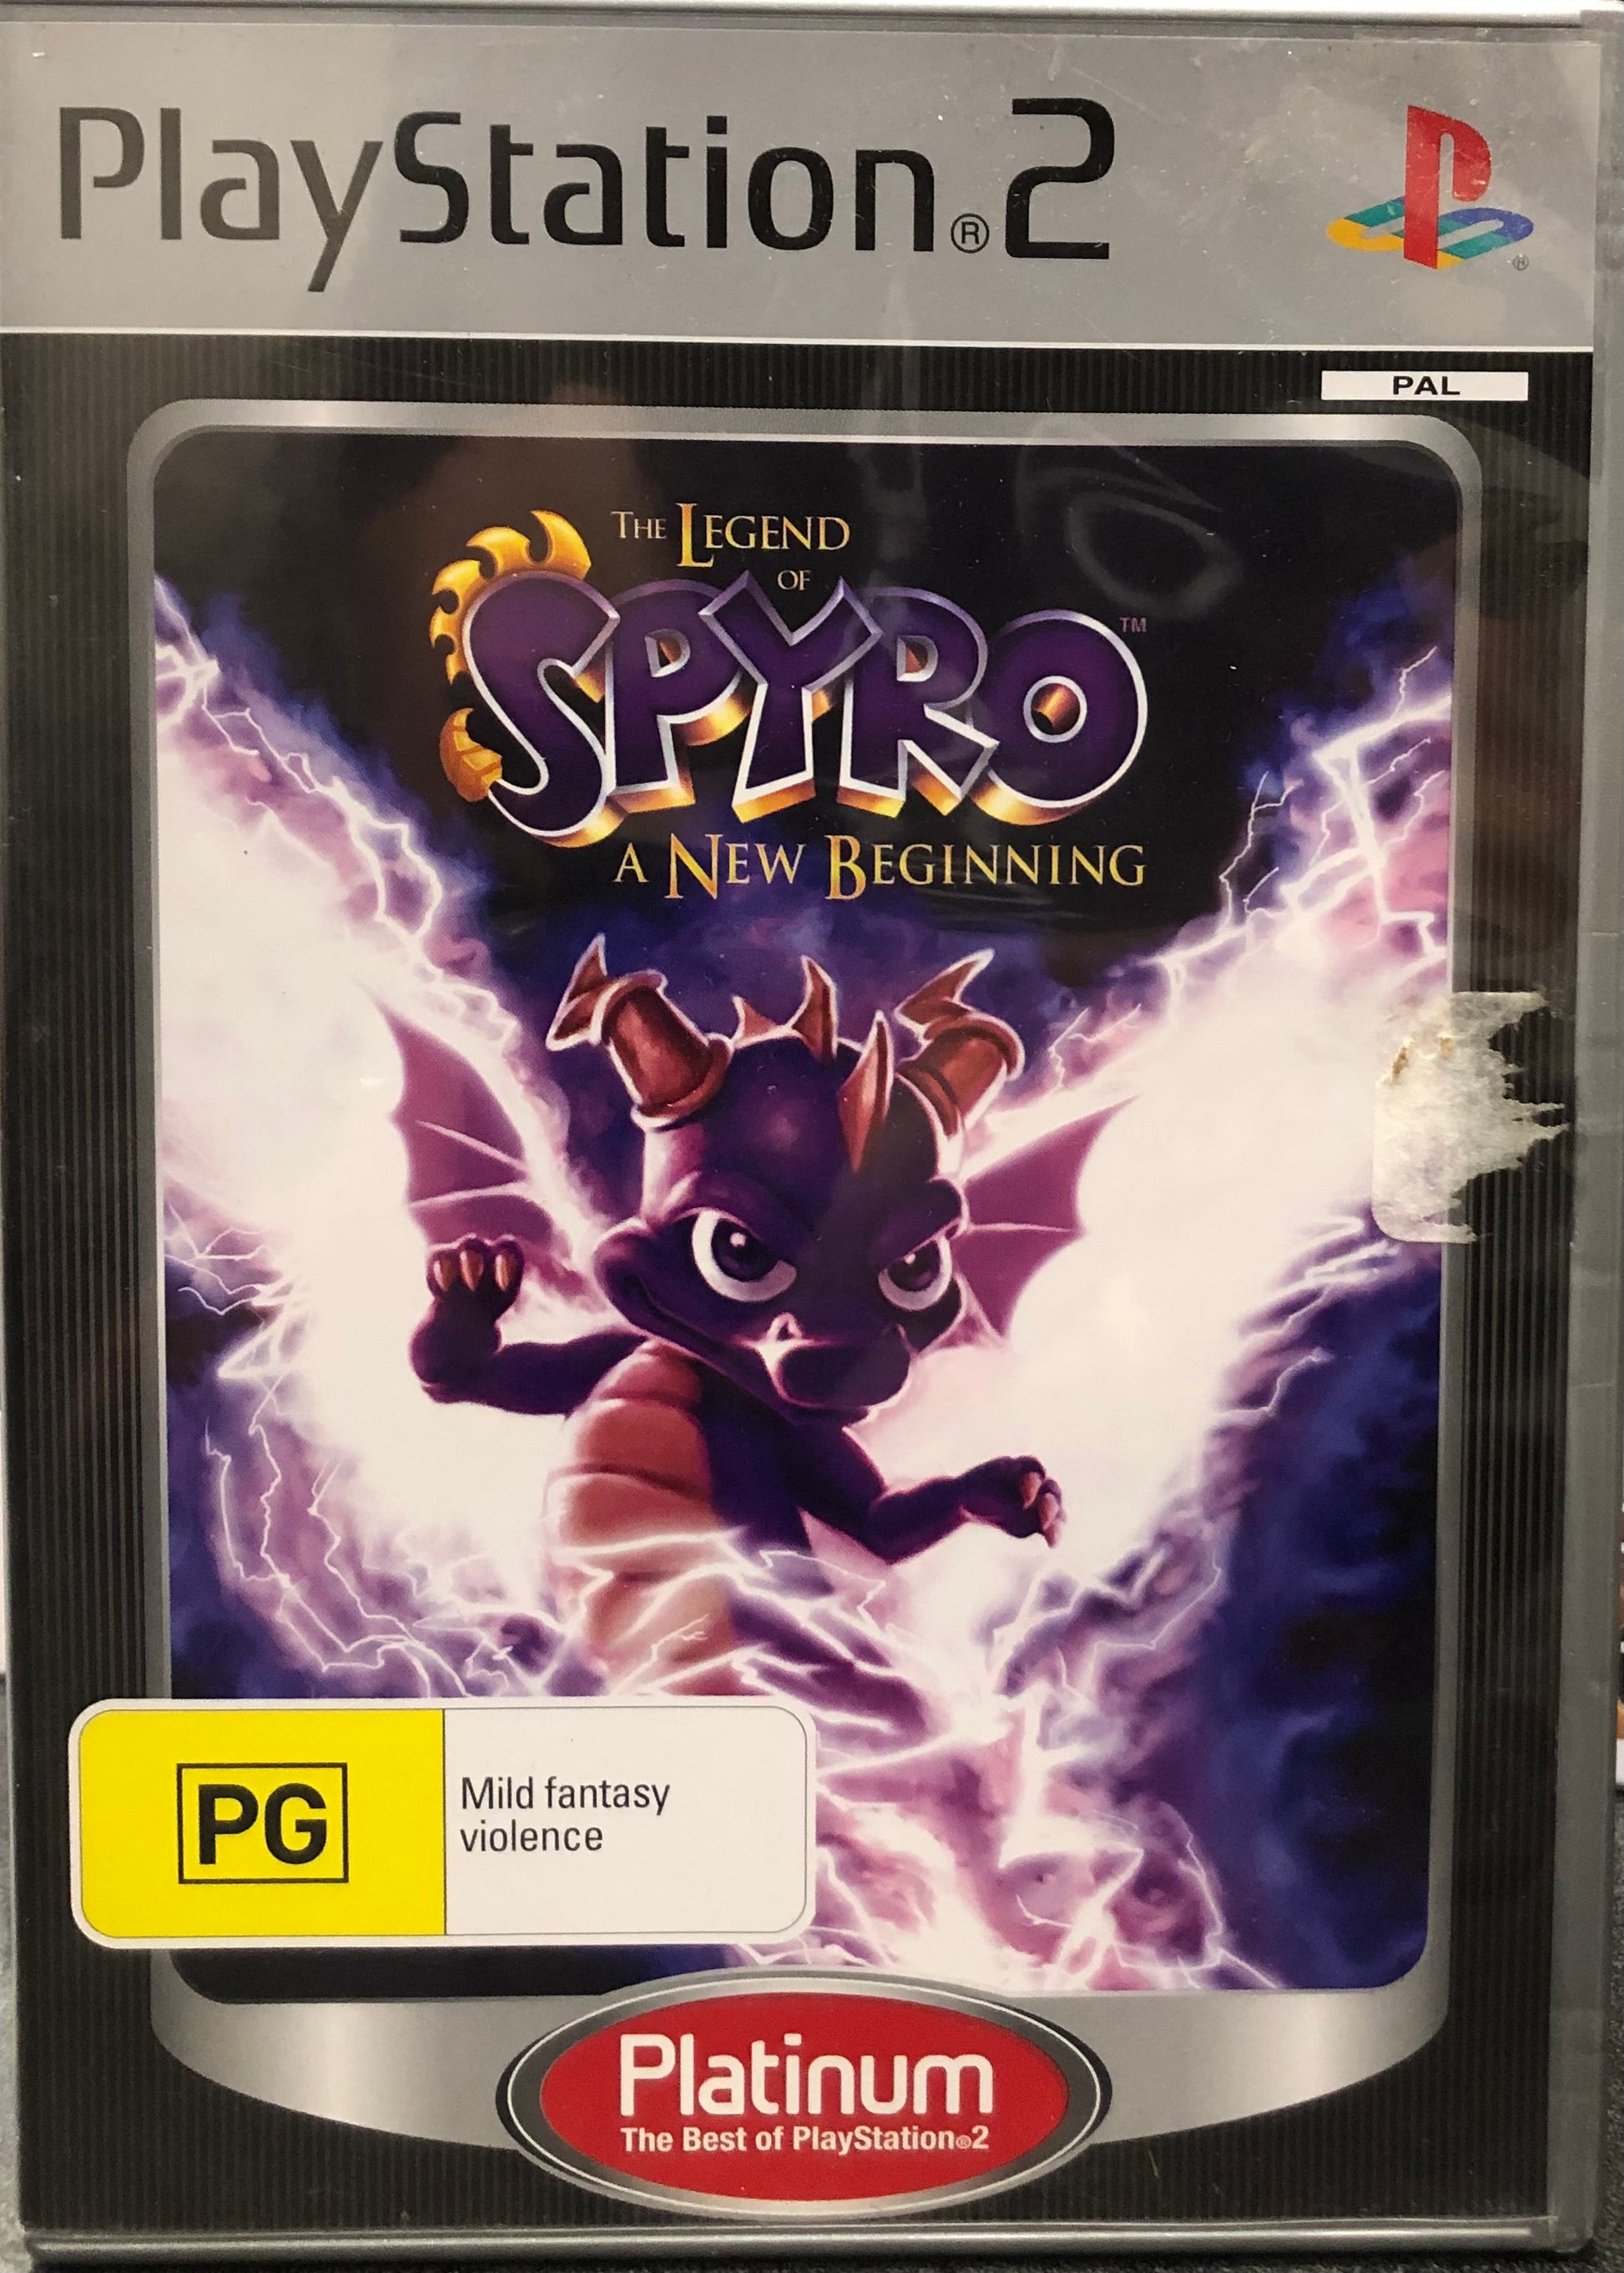 PlayStation®2
®
PAL
THE LEGEND
OF
SPYRO™
A NEW BEGINNING
PG
Mild fantasy
violence
Platinum
The Best of PlayStation®2